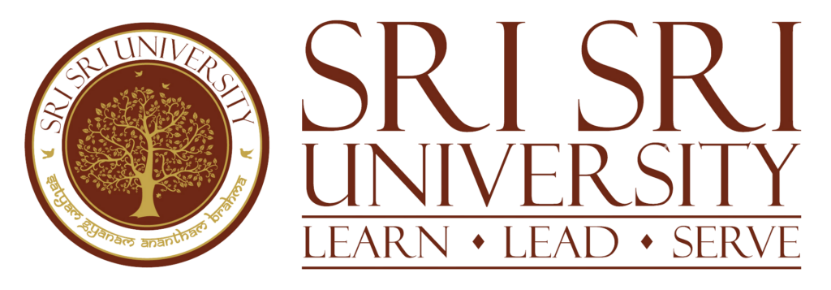 SRI SRI UNIVERSITY
satyam gyanam anantham brahma
SRI SRI
UNIVERSITY
LEARN ♦ LEAD ♦ SERVE